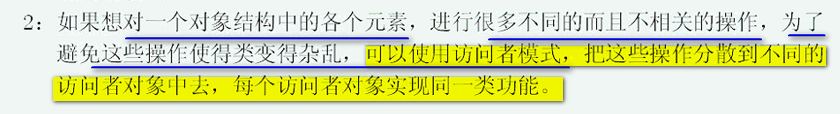 2：如果想对一个对象结构中的各个元素，进行很多不同的而且不相关的操作，为了
避免这些操作使得类变得杂乱，可以使用访问者模式，把这些操作分散到不同的
访问者对象中去，每个访问者对象实现同一类功能。